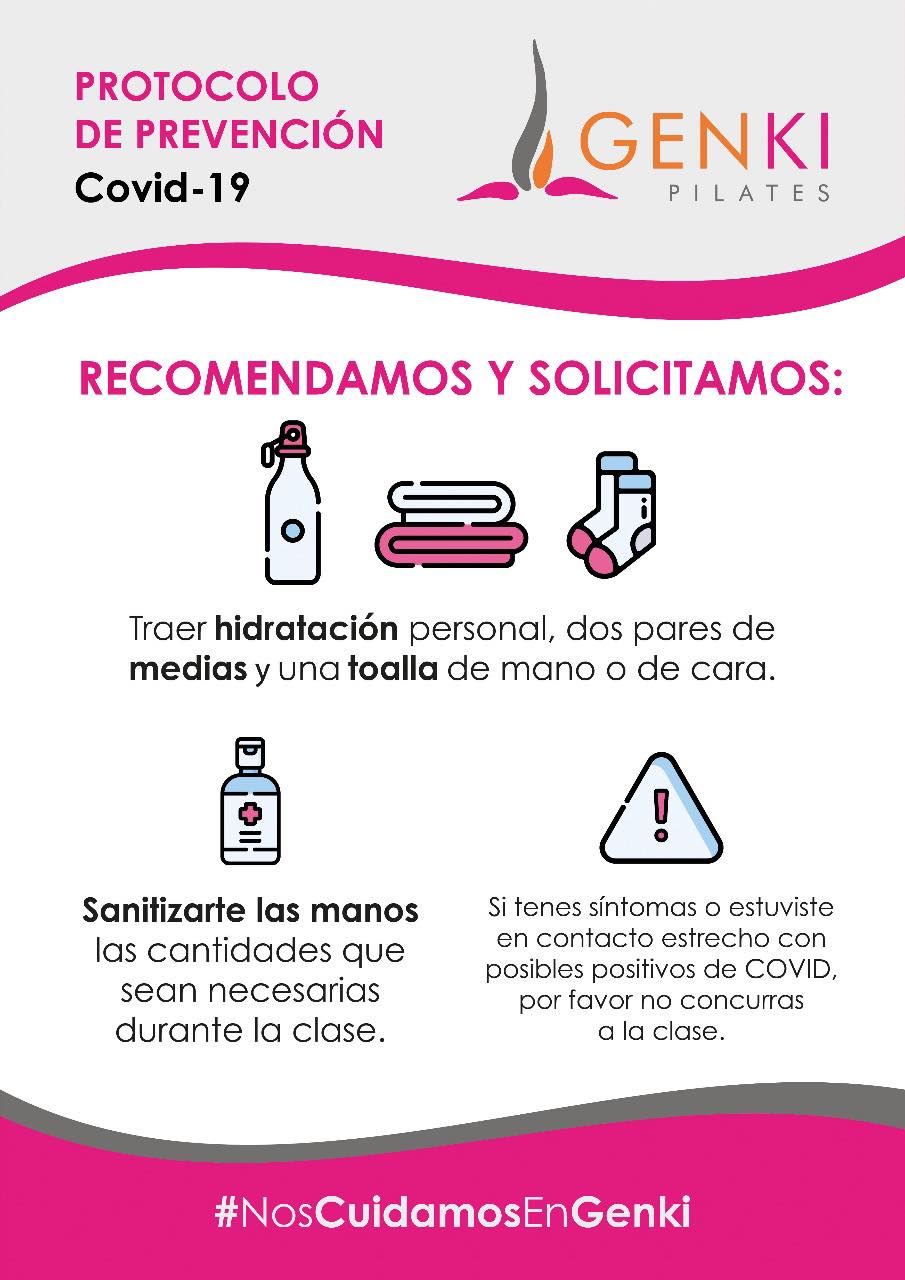 PROTOCOLO
DE PREVENCIÓN
Covid-19
GENKI
PILATES
RECOMENDAMOS Y SOLICITAMOS:
Traer hidratación personal, dos pares de
medias y una toalla de mano o de cara.
Sanitizarte las manos
las cantidades que
sean necesarias
durante la clase.
Si tenes síntomas o estuviste
en contacto estrecho con
posibles positivos de COVID,
por favor no concurras
a la clase.
#NosCuidamosEnGenki